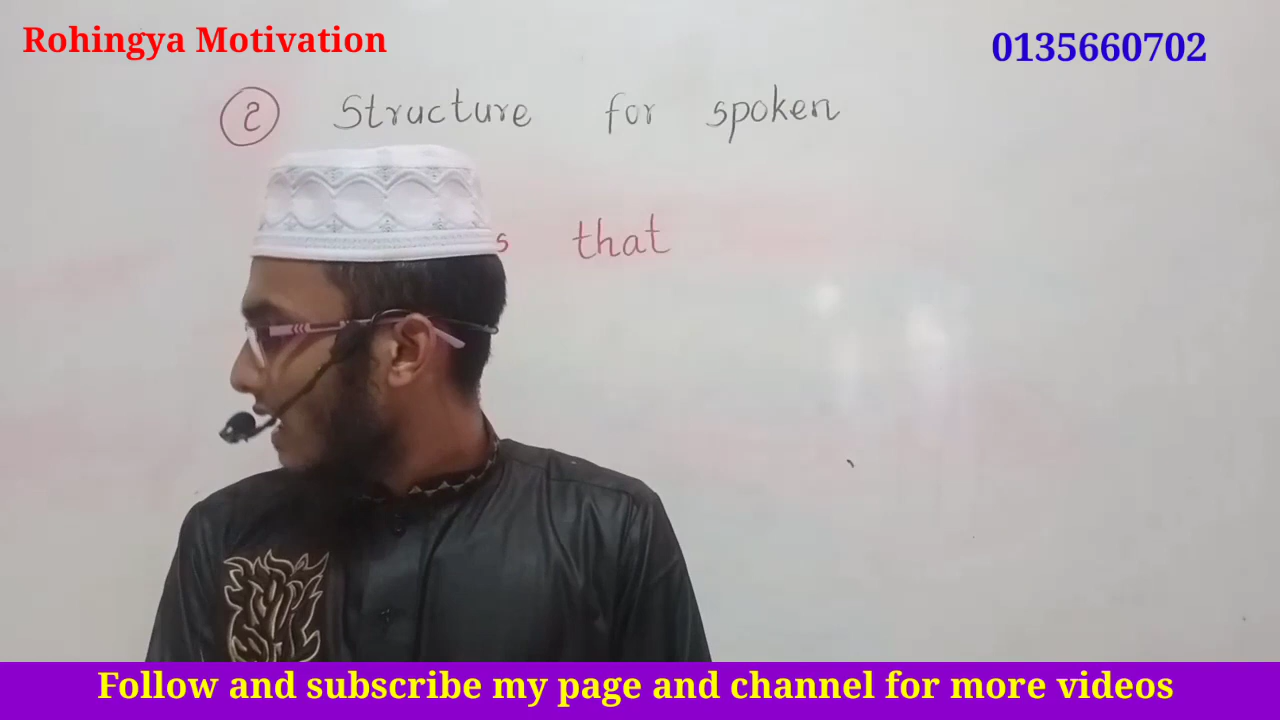 Rohingya Motivation
0135660702
2 Structure for spoken
s that
Follow and subscribe my page and channel for more videos